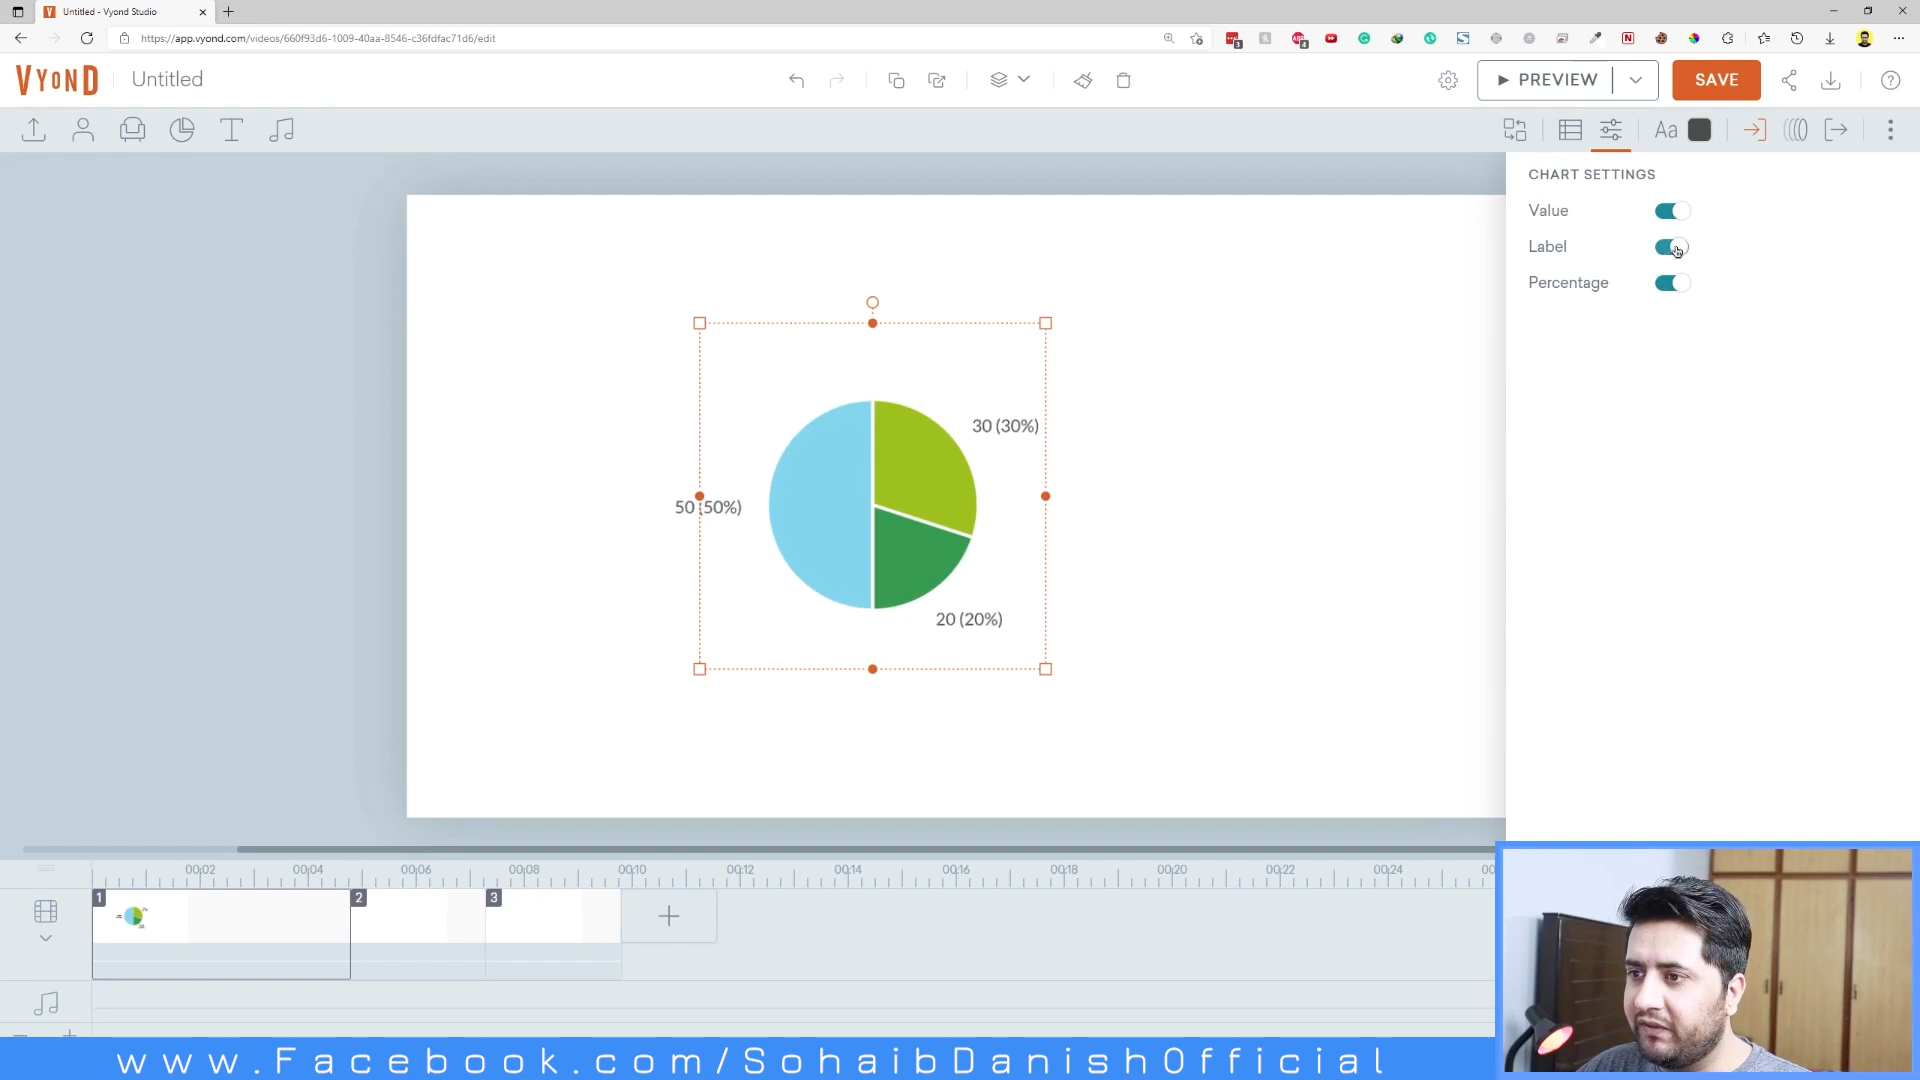 Untitled - Vyond Studio
https://app.vyond.com/videos/660f93d6-1009-40aa-8546-c36fdfac71d6/edit
VYOND
Untitled
PREVIEW
SAVE
Aa
CHART SETTINGS
Value
Label
Percentage
30 (30%)
50 (50%)
20 (20%)
00:02 00:04 00:06 00:08 00:10 00:12 00:14 00:16 00:18 00:20 00:22 00:24
1 2 3
www.Facebook.com/SohaibDanishOfficial